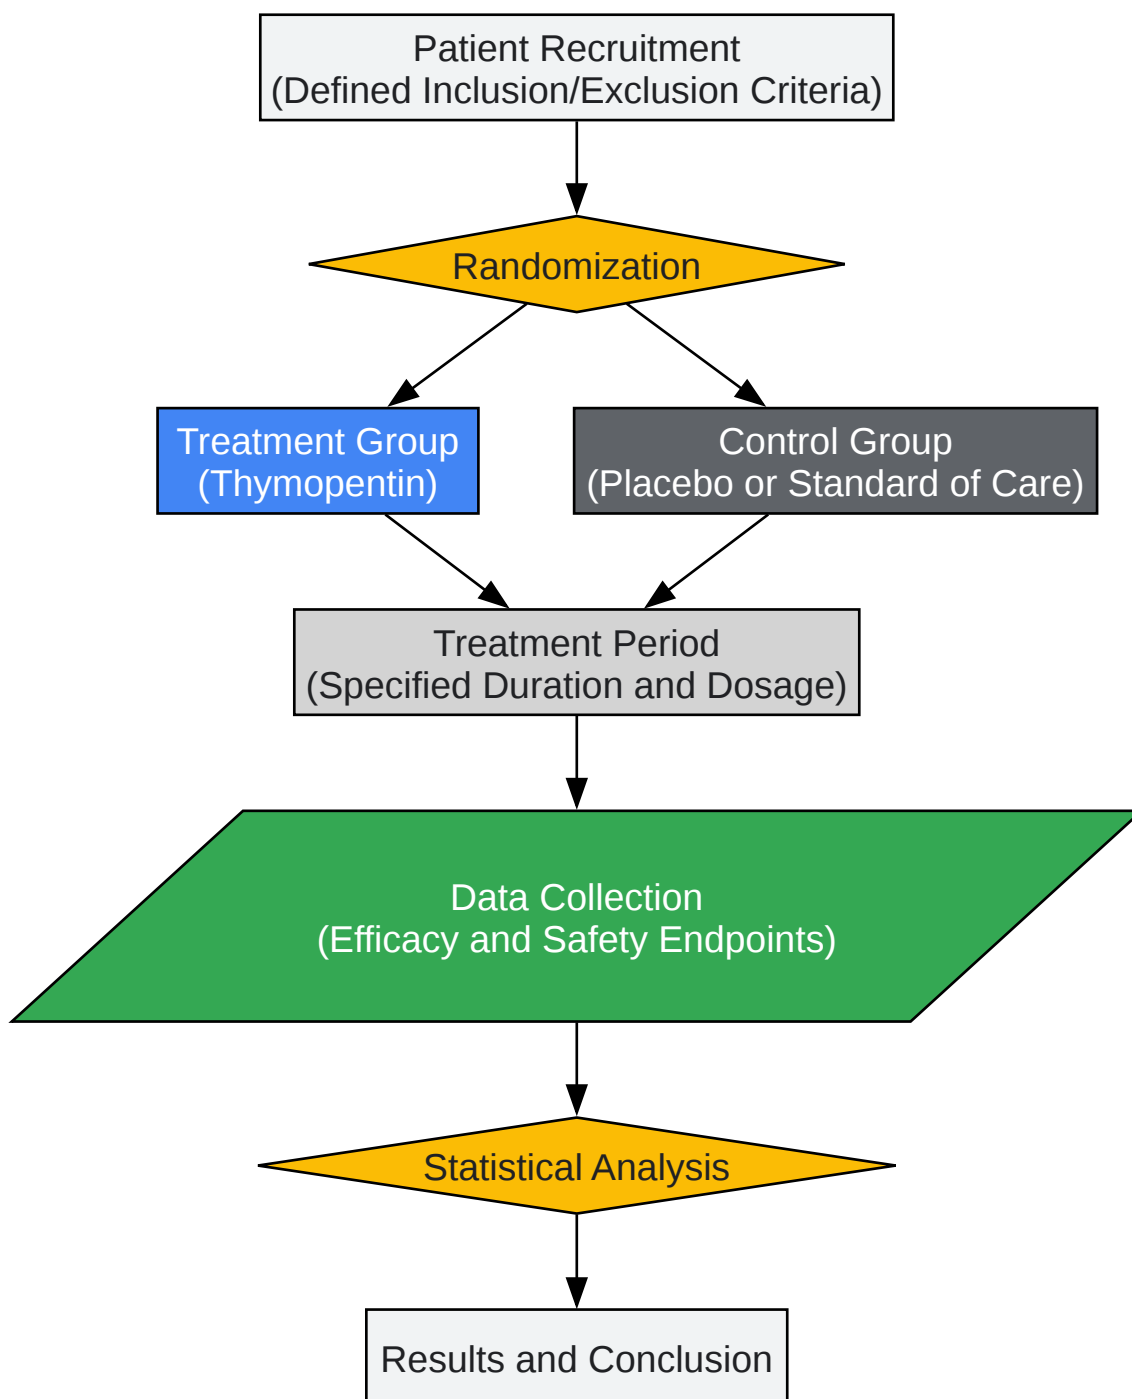 Patient Recruitment
(Defined Inclusion/Exclusion Criteria)
Randomization
Treatment Group
(Thymopentin)
Control Group
(Placebo or Standard of Care)
Treatment Period
(Specified Duration and Dosage)
Data Collection
(Efficacy and Safety Endpoints)
Statistical Analysis
Results and Conclusion